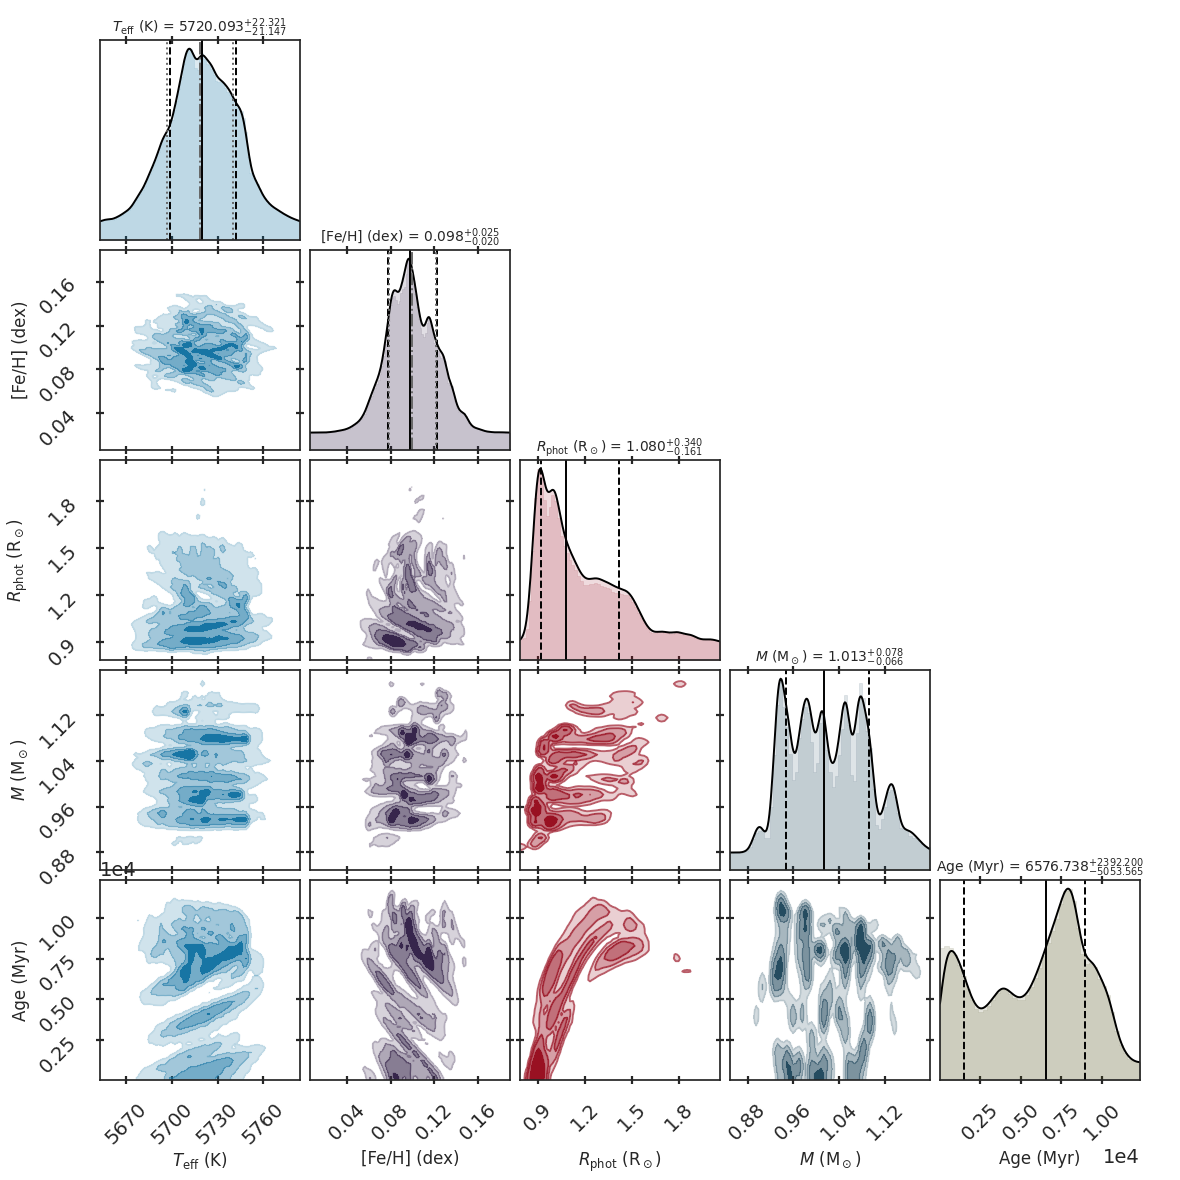 T_eff (K) = 5720.093 +22.321 −21.147
[Fe/H] (dex) = 0.098 +0.025 −0.020
0.16
0.12
0.08
0.04
[Fe/H] (dex)
R_phot (R⊙) = 1.080 +0.340 −0.161
1.8
1.5
1.2
0.9
R_phot (R⊙)
M (M⊙) = 1.013 +0.078 −0.066
1.12
1.04
0.96
0.88
M (M⊙)
1e4
Age (Myr) = 6576.738 +2392.200 −5053.565
1.00
0.75
0.50
0.25
Age (Myr)
5670 5700 5730 5760
0.04 0.08 0.12 0.16
0.9 1.2 1.5 1.8
0.88 0.96 1.04 1.12
0.25 0.50 0.75 1.00
T_eff (K)
[Fe/H] (dex)
R_phot (R⊙)
M (M⊙)
Age (Myr)
1e4